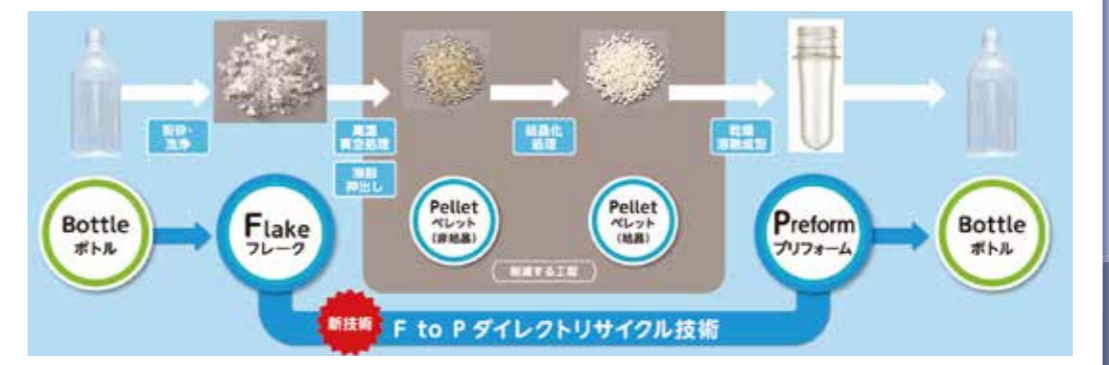 粉砕・
洗浄
高温
真空処理
溶融
押出し
結晶化
処理
乾燥
溶融成型
Bottle
ボトル
Flake
フレーク
Pellet
ペレット
(非結晶)
Pellet
ペレット
(結晶)
Preform
プリフォーム
Bottle
ボトル
削減する工程
新技術
F to P ダイレクトリサイクル技術